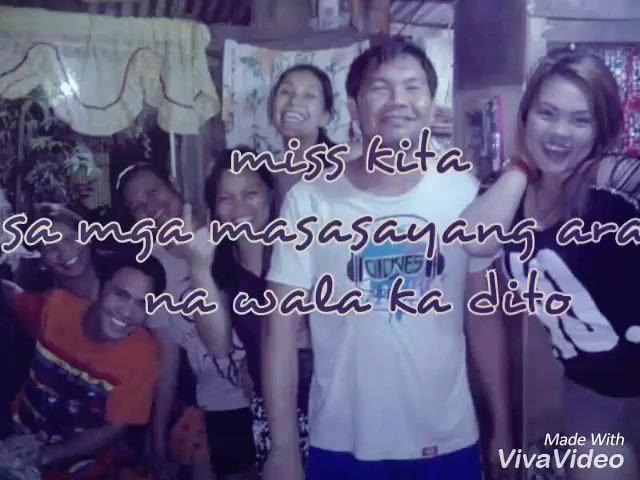 miss kita
sa mga masasayang ara
na wala ka dito
Made With
VivaVideo